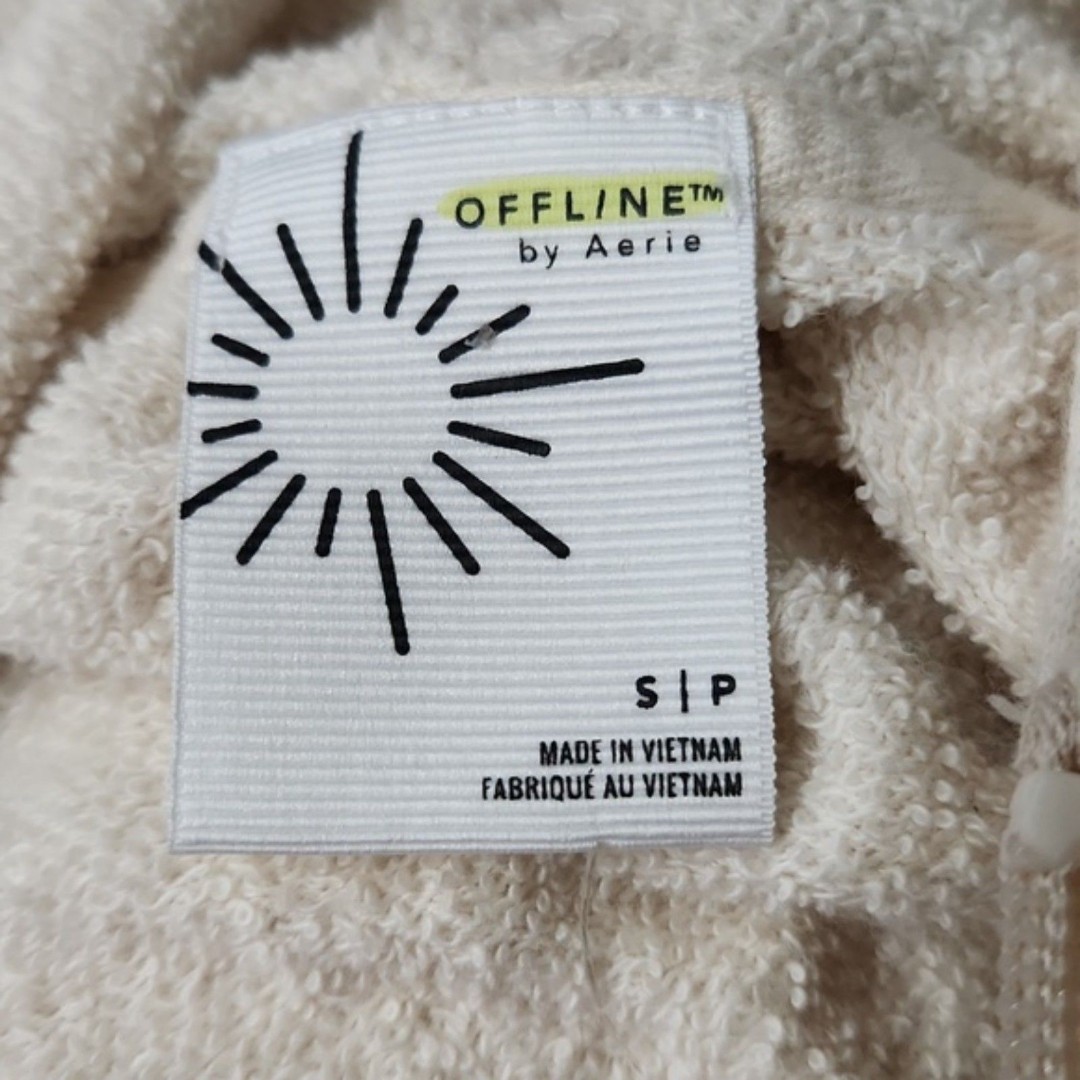 OFFLINE™
by Aerie
S | P
MADE IN VIETNAM
FABRIQUÉ AU VIETNAM